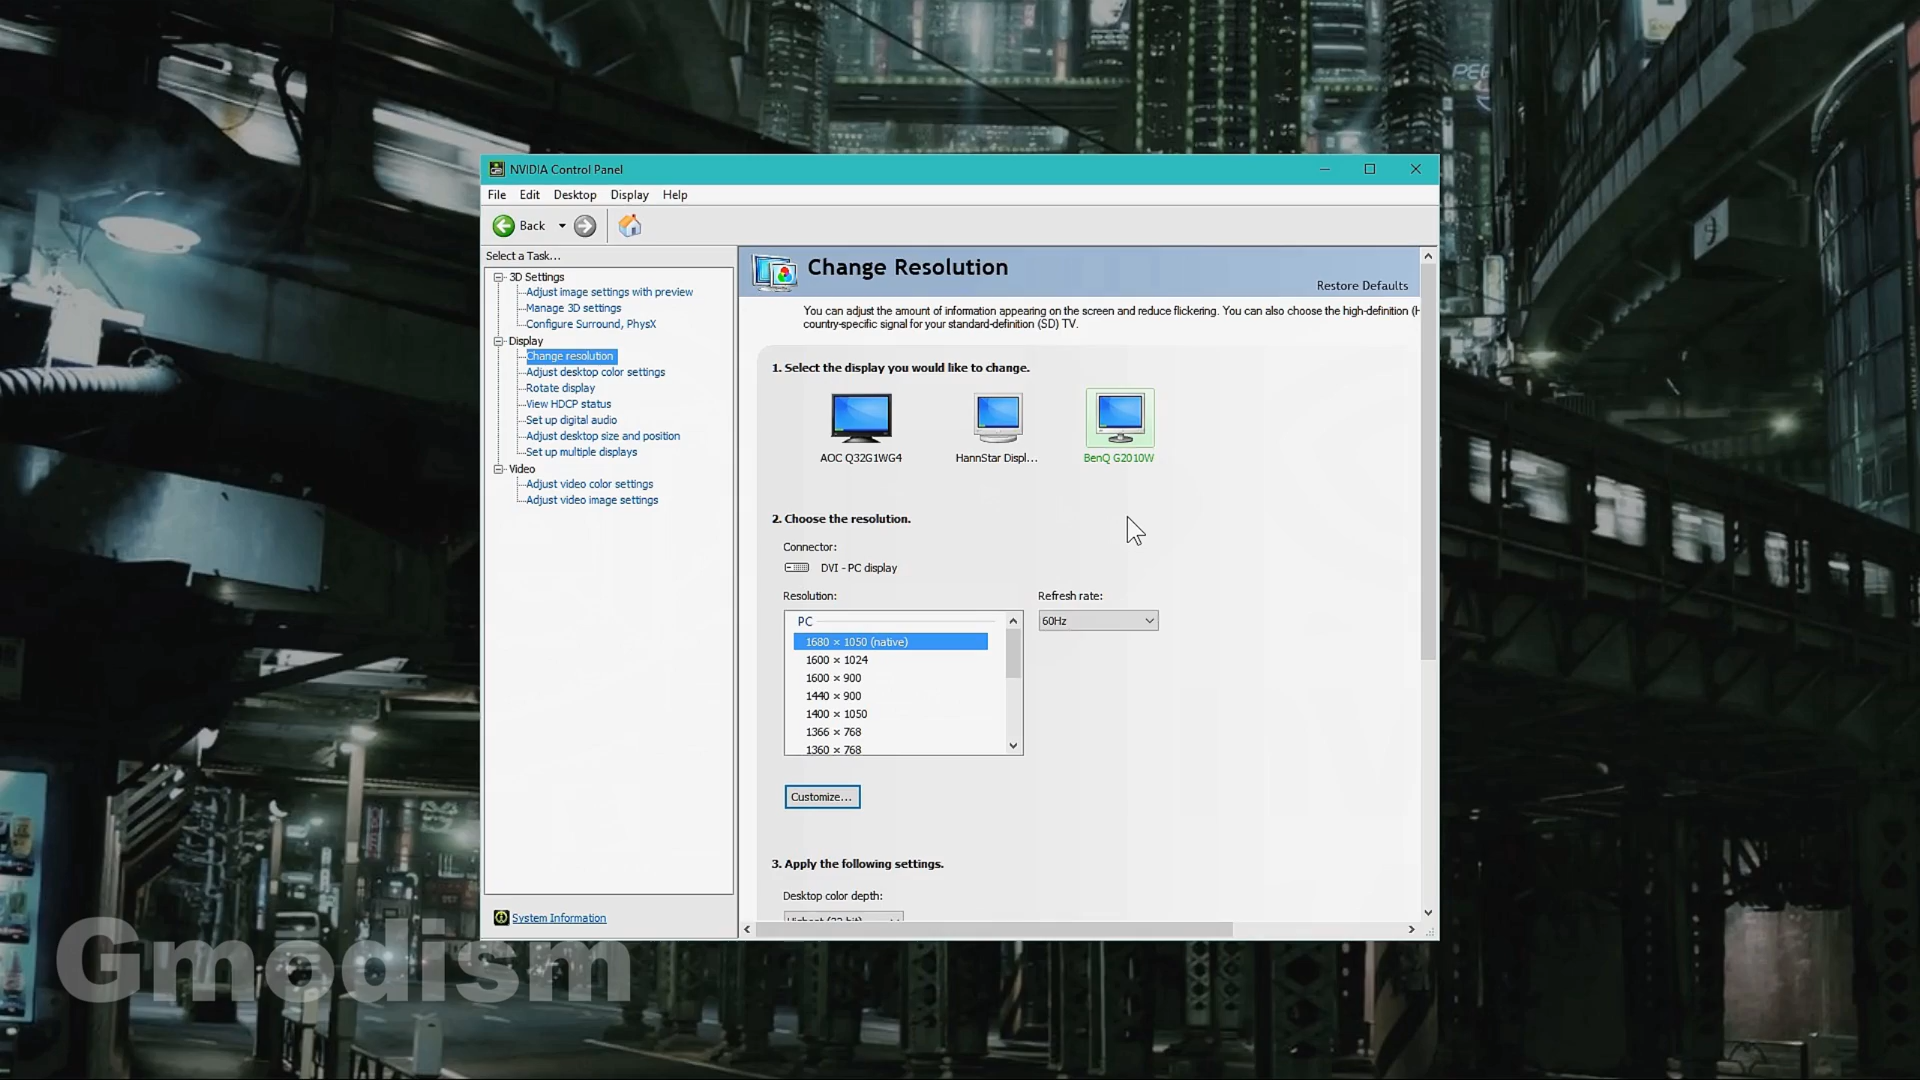 PEG
NVIDIA Control Panel
File Edit Desktop Display Help
Back
Select a Task...
3D Settings
Adjust image settings with preview
Manage 3D settings
Configure Surround, PhysX
Display
Change resolution
Adjust desktop color settings
Rotate display
View HDCP status
Set up digital audio
Adjust desktop size and position
Set up multiple displays
Video
Adjust video color settings
Adjust video image settings
System Information
Change Resolution
Restore Defaults
You can adjust the amount of information appearing on the screen and reduce flickering. You can also choose the high-definition (H
country-specific signal for your standard-definition (SD) TV.
1. Select the display you would like to change.
AOC Q32G1WG4 HannStar Displ... BenQ G2010W
2. Choose the resolution.
Connector:
DVI - PC display
Resolution: Refresh rate:
PC
60Hz
1680 × 1050 (native)
1600 × 1024
1600 × 900
1440 × 900
1400 × 1050
1366 × 768
1360 × 768
Customize...
3. Apply the following settings.
Desktop color depth:
Highest (32-bit)
Gmodism